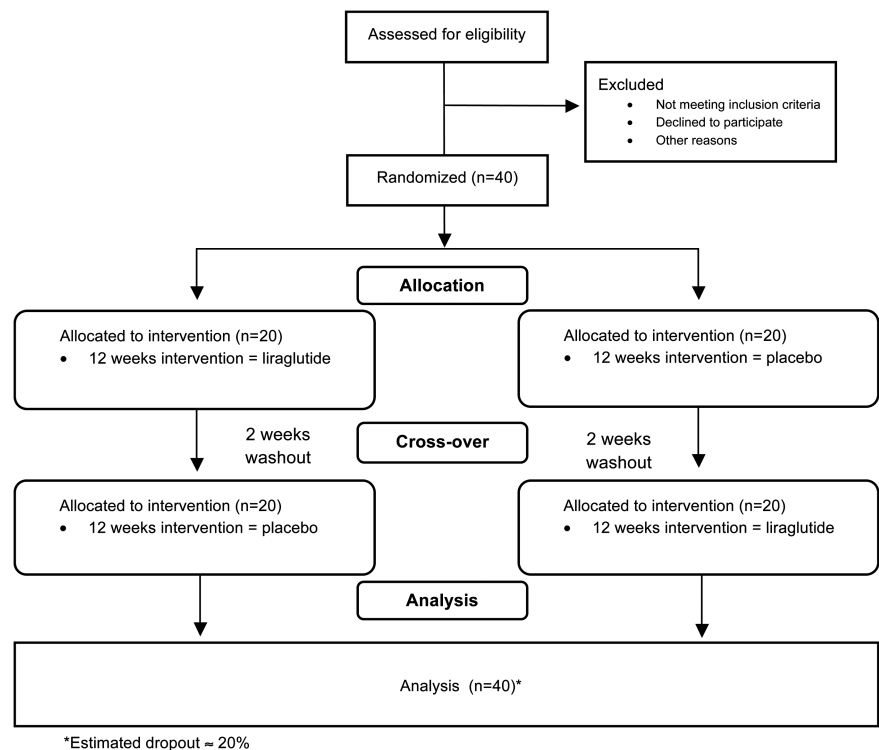 Assessed for eligibility
Excluded
• Not meeting inclusion criteria
• Declined to participate
• Other reasons
Randomized (n=40)
Allocation
Allocated to intervention (n=20)
• 12 weeks intervention = liraglutide
Allocated to intervention (n=20)
• 12 weeks intervention = placebo
2 weeks
washout
Cross-over
2 weeks
washout
Allocated to intervention (n=20)
• 12 weeks intervention = placebo
Allocated to intervention (n=20)
• 12 weeks intervention = liraglutide
Analysis
Analysis (n=40)*
*Estimated dropout ≈ 20%